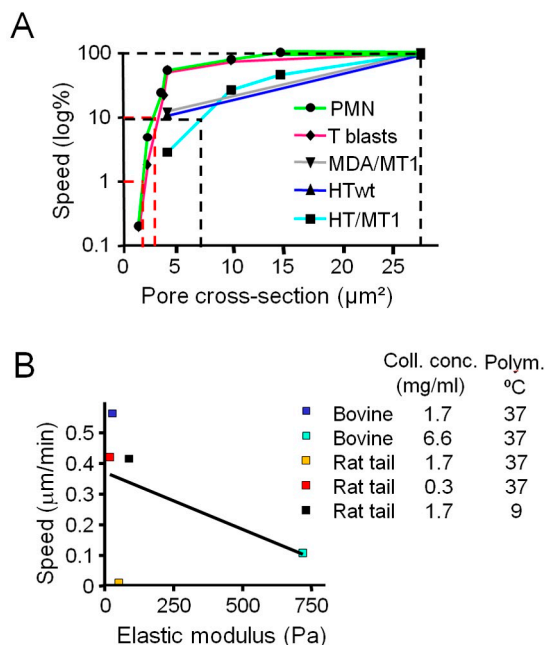 A
Speed (log%)
100
10
1
0.1
0 5 10 15 20 25
Pore cross-section (µm²)
PMN
T blasts
MDA/MT1
HTwt
HT/MT1
B
Speed (µm/min)
0.5
0.4
0.3
0.2
0.1
0
0 250 500 750
Elastic modulus (Pa)
Coll. conc. Polym.
(mg/ml) ºC
Bovine 1.7 37
Bovine 6.6 37
Rat tail 1.7 37
Rat tail 0.3 37
Rat tail 1.7 9